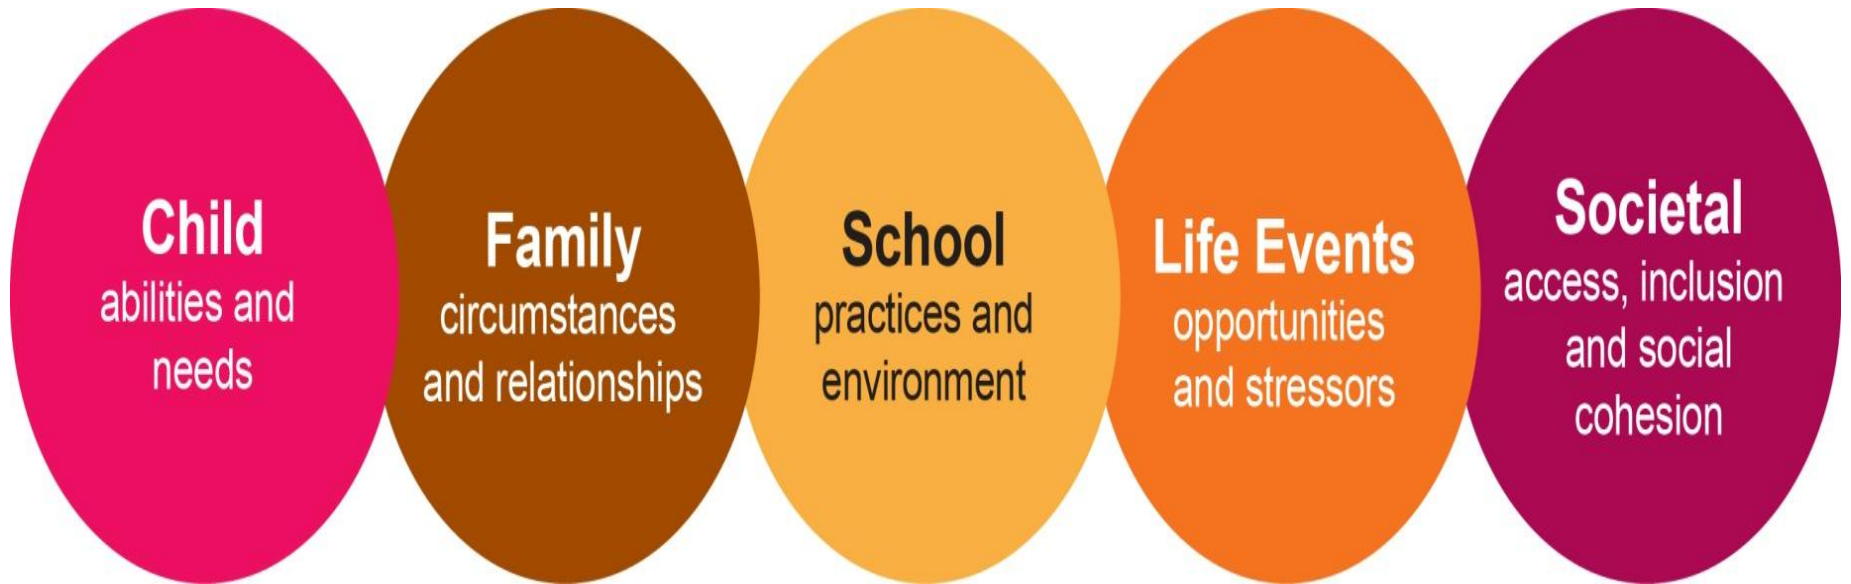 Child
abilities and
needs
Family
circumstances
and relationships
School
practices and
environment
Life Events
opportunities
and stressors
Societal
access, inclusion
and social
cohesion